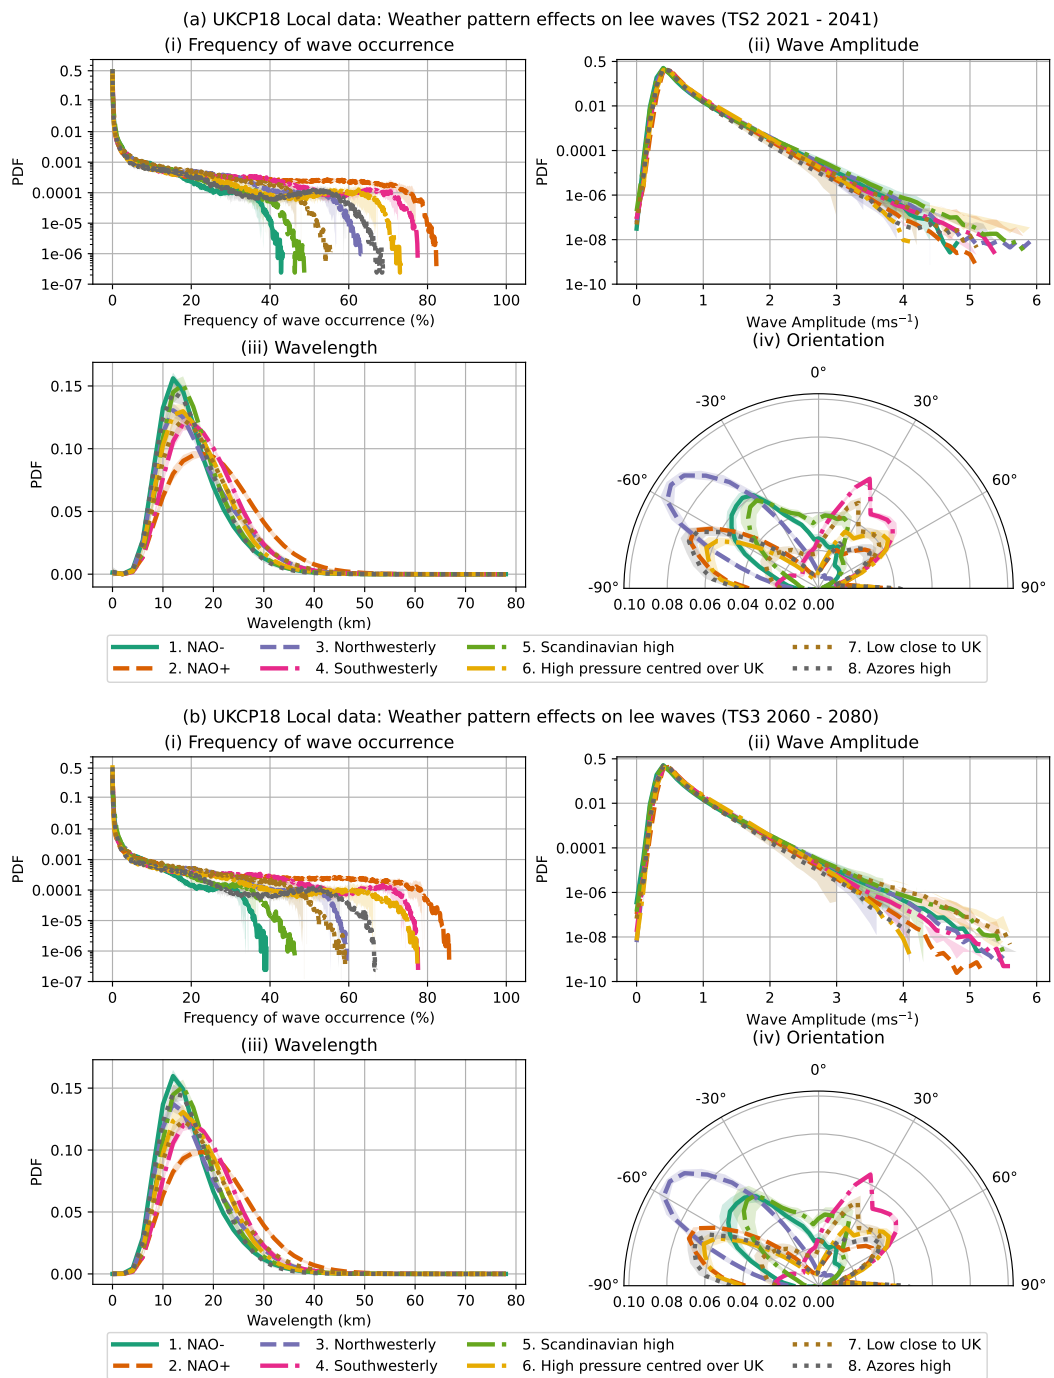 (a) UKCP18 Local data: Weather pattern effects on lee waves (TS2 2021 - 2041)
(i) Frequency of wave occurrence
(ii) Wave Amplitude
PDF
0.5
0.1
0.01
0.001
0.0001
1e-05
1e-06
1e-07
0 20 40 60 80 100
Frequency of wave occurrence (%)
PDF
0.5
0.01
0.0001
1e-06
1e-08
1e-10
0 1 2 3 4 5 6
Wave Amplitude (ms⁻¹)
(iii) Wavelength
(iv) Orientation
PDF
0.15
0.10
0.05
0.00
0 10 20 30 40 50 60 70 80
Wavelength (km)
0°
-30° 30°
-60° 60°
-90° 90°
0.10 0.08 0.06 0.04 0.02 0.00
1. NAO- 3. Northwesterly 5. Scandinavian high 7. Low close to UK
2. NAO+ 4. Southwesterly 6. High pressure centred over UK 8. Azores high
(b) UKCP18 Local data: Weather pattern effects on lee waves (TS3 2060 - 2080)
(i) Frequency of wave occurrence
(ii) Wave Amplitude
PDF
0.5
0.1
0.01
0.001
0.0001
1e-05
1e-06
1e-07
0 20 40 60 80 100
Frequency of wave occurrence (%)
PDF
0.5
0.01
0.0001
1e-06
1e-08
1e-10
0 1 2 3 4 5 6
Wave Amplitude (ms⁻¹)
(iii) Wavelength
(iv) Orientation
PDF
0.15
0.10
0.05
0.00
0 10 20 30 40 50 60 70 80
Wavelength (km)
0°
-30° 30°
-60° 60°
-90° 90°
0.10 0.08 0.06 0.04 0.02 0.00
1. NAO- 3. Northwesterly 5. Scandinavian high 7. Low close to UK
2. NAO+ 4. Southwesterly 6. High pressure centred over UK 8. Azores high